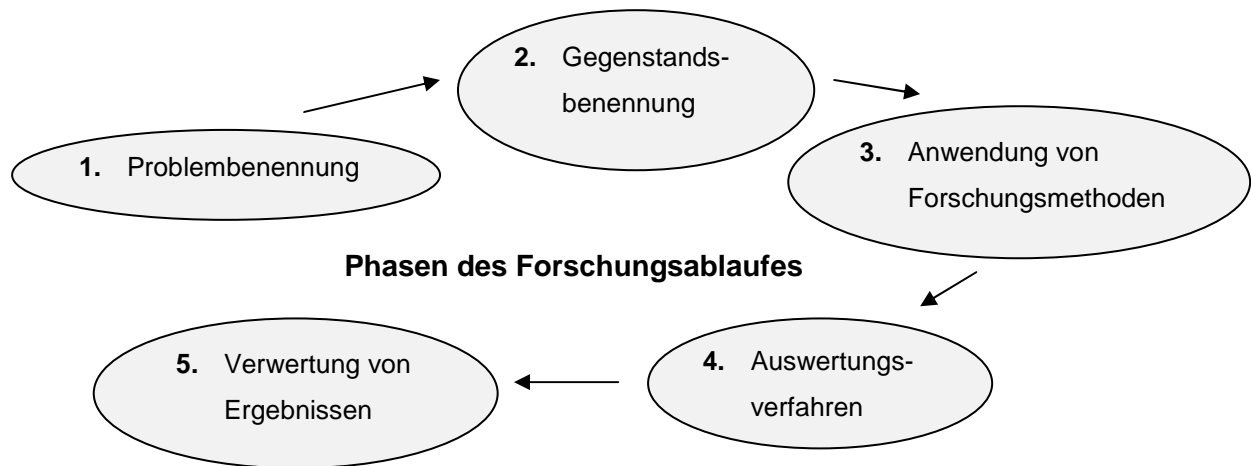 1. Problembenennung
2. Gegenstands-
benennung
3. Anwendung von
Forschungsmethoden
Phasen des Forschungsablaufes
4. Auswertungs-
verfahren
5. Verwertung von
Ergebnissen